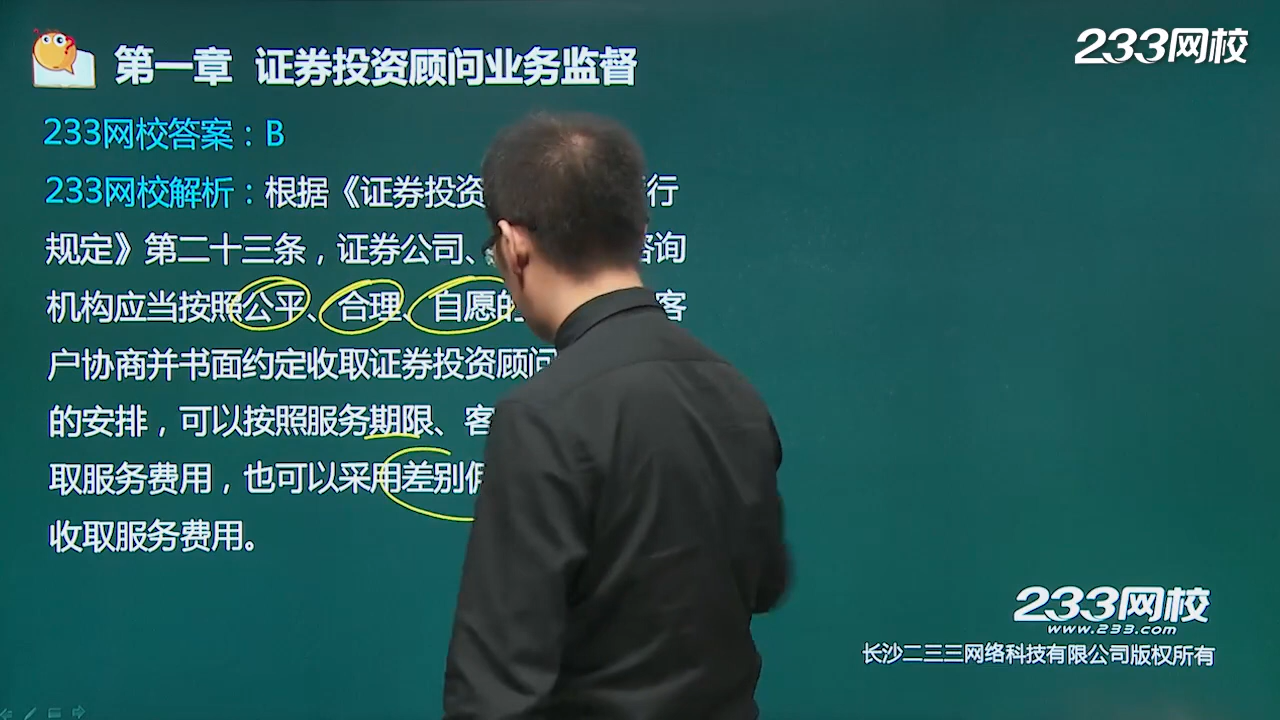 第一章 证券投资顾问业务监督
233网校
233网校答案：B
233网校解析：根据《证券投资 行
规定》第二十三条，证券公司、 咨询
机构应当按照公平、合理、自愿的 客
户协商并书面约定收取证券投资顾问
的安排，可以按照服务期限、客
取服务费用，也可以采用差别佣
收取服务费用。
233网校
www.233.com
长沙二三三网络科技有限公司版权所有